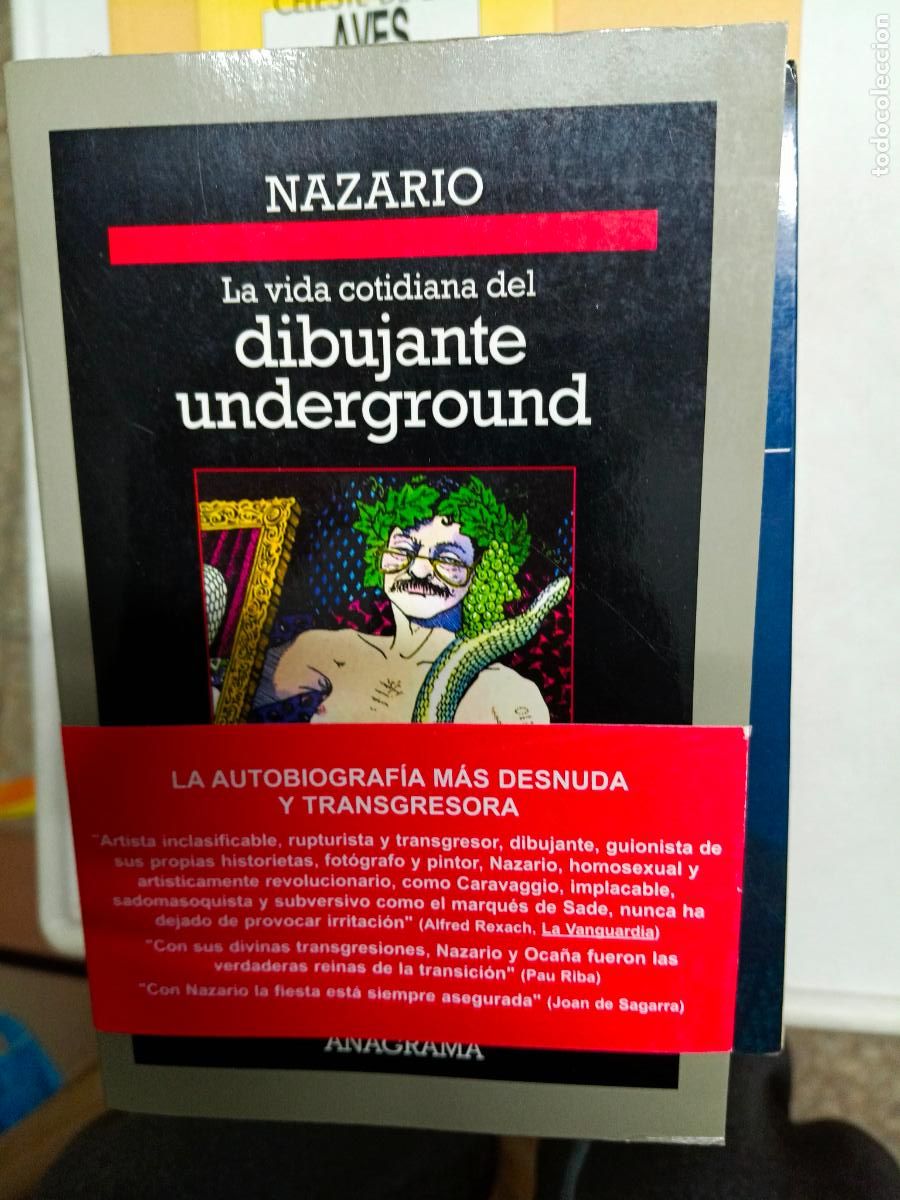 AVES
NAZARIO
La vida cotidiana del
dibujante
underground
LA AUTOBIOGRAFÍA MÁS DESNUDA
Y TRANSGRESORA
"Artista inclasificable, rupturista y transgresor, dibujante, guionista de
sus propias historietas, fotógrafo y pintor, Nazario, homosexual y
artísticamente revolucionario, como Caravaggio, implacable,
sadomasoquista y subversivo como el marqués de Sade, nunca ha
dejado de provocar irritación" (Alfred Rexach, La Vanguardia)
"Con sus divinas transgresiones, Nazario y Ocaña fueron las
verdaderas reinas de la transición" (Pau Riba)
"Con Nazario la fiesta está siempre asegurada" (Joan de Sagarra)
ANAGRAMA
todocoleccion